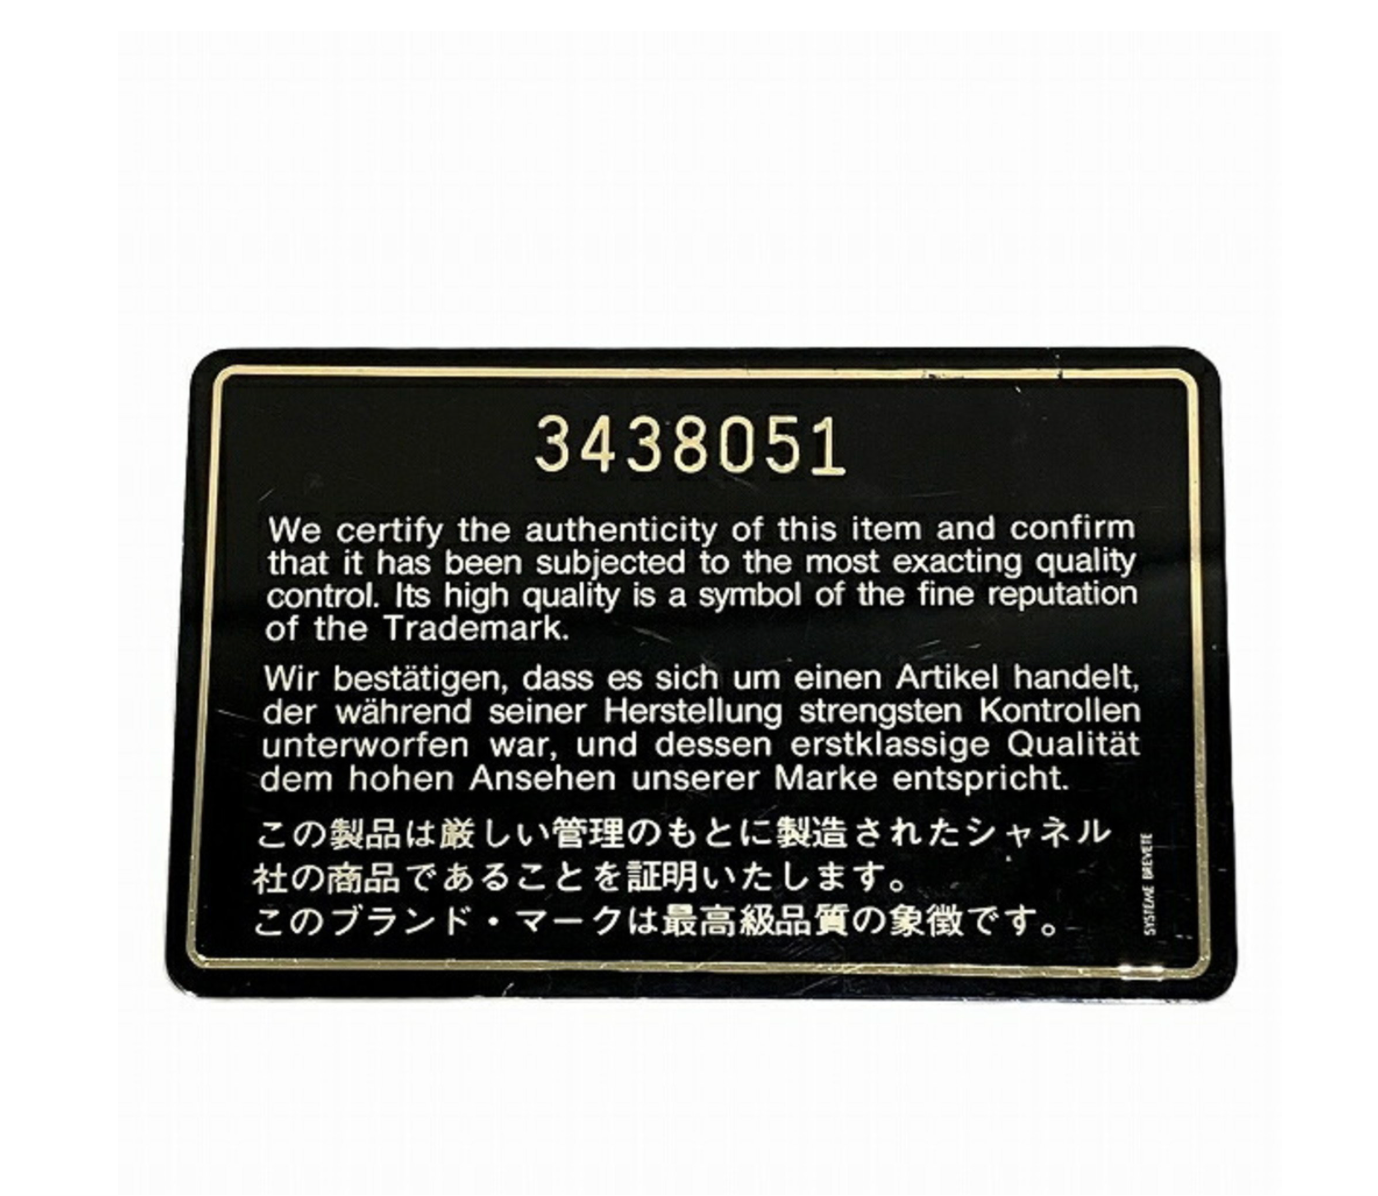 3438051
We certify the authenticity of this item and confirm
that it has been subjected to the most exacting quality
control. Its high quality is a symbol of the fine reputation
of the Trademark.
Wir bestätigen, dass es sich um einen Artikel handelt,
der während seiner Herstellung strengsten Kontrollen
unterworfen war, und dessen erstklassige Qualität
dem hohen Ansehen unserer Marke entspricht.
この製品は厳しい管理のもとに製造されたシャネル
社の商品であることを証明いたします。
このブランド・マークは最高級品質の象徴です。
SYSTEME BREVETE